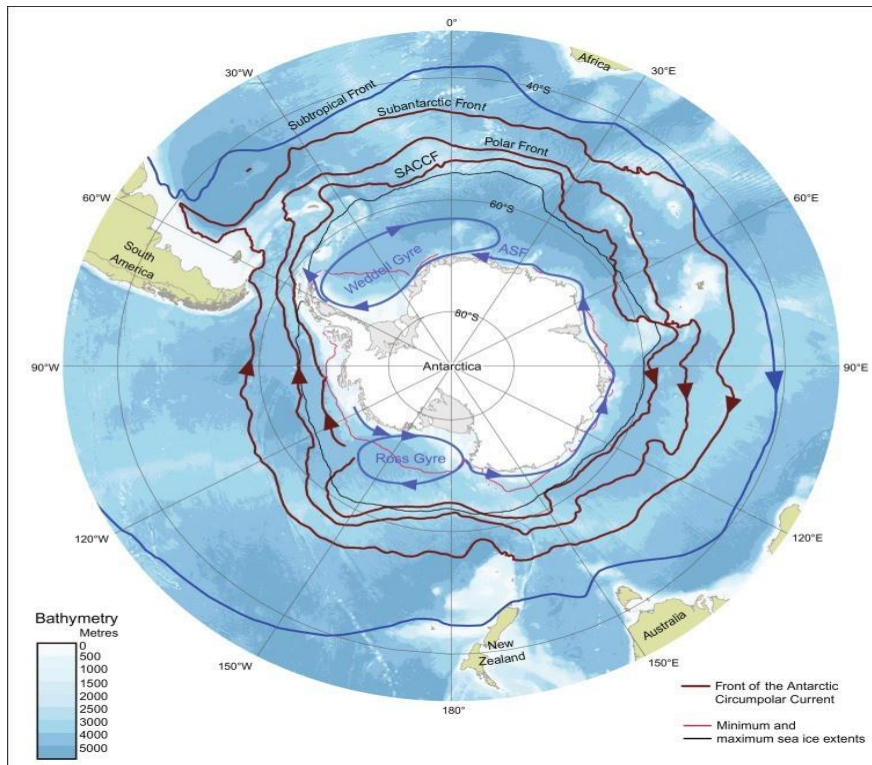 0°
Africa
30°W
30°E
40°S
Subtropical Front
Subantarctic Front
Polar Front
SACCF
60°W
60°E
60°S
South
America
Weddell Gyre
ASF
80°S
90°W
Antarctica
90°E
Ross Gyre
120°W
120°E
Bathymetry
Metres
0
500
1000
1500
2000
2500
3000
4000
5000
New
Zealand
Australia
150°W
150°E
180°
Front of the Antarctic
Circumpolar Current
Minimum and
maximum sea ice extents